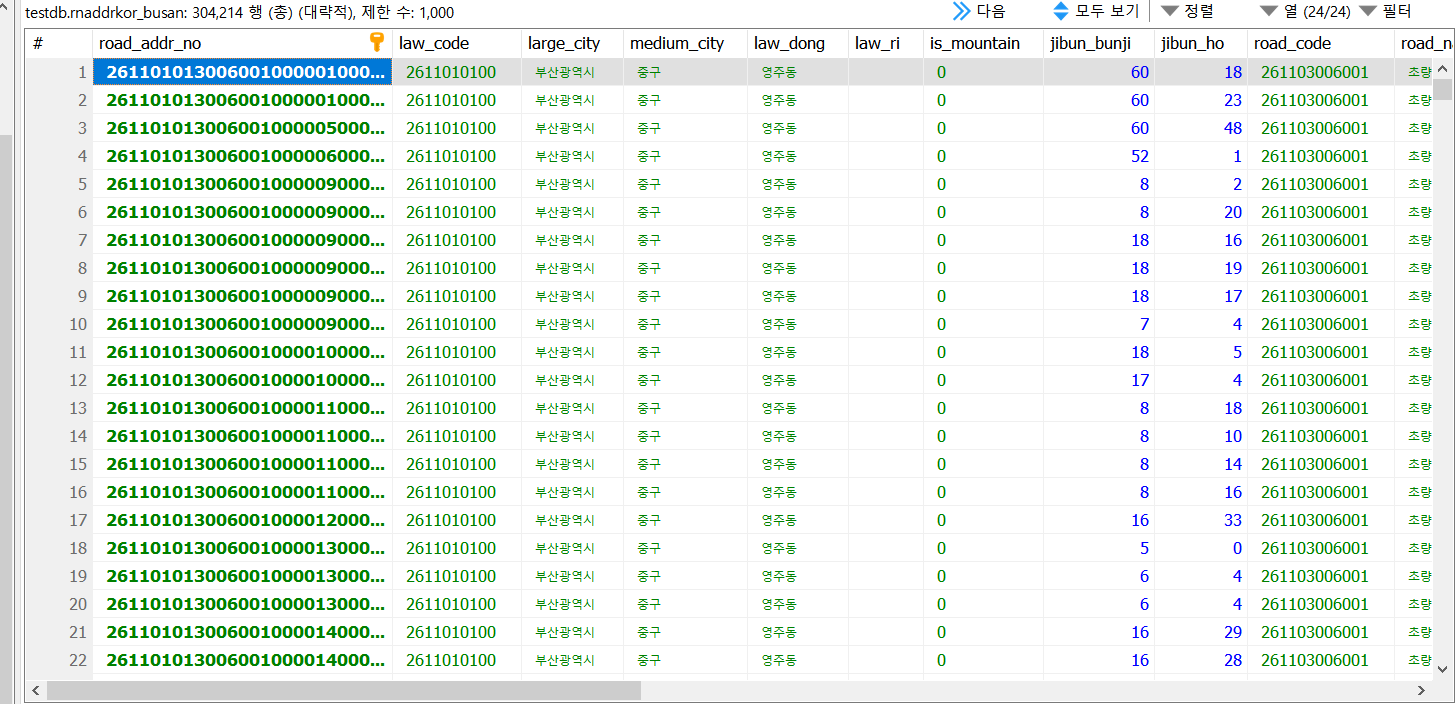 testdb.rnaddrkor_busan: 304,214 행 (총) (대략적), 제한 수: 1,000 다음 모두 보기 정렬 열 (24/24) 필터
# road_addr_no law_code large_city medium_city law_dong law_ri is_mountain jibun_bunji jibun_ho road_code road_n
1 261101013006001000001000... 2611010100 부산광역시 중구 영주동 0 60 18 261103006001 초량
2 261101013006001000001000... 2611010100 부산광역시 중구 영주동 0 60 23 261103006001 초량
3 261101013006001000005000... 2611010100 부산광역시 중구 영주동 0 60 48 261103006001 초량
4 261101013006001000006000... 2611010100 부산광역시 중구 영주동 0 52 1 261103006001 초량
5 261101013006001000009000... 2611010100 부산광역시 중구 영주동 0 8 2 261103006001 초량
6 261101013006001000009000... 2611010100 부산광역시 중구 영주동 0 8 20 261103006001 초량
7 261101013006001000009000... 2611010100 부산광역시 중구 영주동 0 18 16 261103006001 초량
8 261101013006001000009000... 2611010100 부산광역시 중구 영주동 0 18 19 261103006001 초량
9 261101013006001000009000... 2611010100 부산광역시 중구 영주동 0 18 17 261103006001 초량
10 261101013006001000009000... 2611010100 부산광역시 중구 영주동 0 7 4 261103006001 초량
11 261101013006001000010000... 2611010100 부산광역시 중구 영주동 0 18 5 261103006001 초량
12 261101013006001000010000... 2611010100 부산광역시 중구 영주동 0 17 4 261103006001 초량
13 261101013006001000011000... 2611010100 부산광역시 중구 영주동 0 8 18 261103006001 초량
14 261101013006001000011000... 2611010100 부산광역시 중구 영주동 0 8 10 261103006001 초량
15 261101013006001000011000... 2611010100 부산광역시 중구 영주동 0 8 14 261103006001 초량
16 261101013006001000011000... 2611010100 부산광역시 중구 영주동 0 8 16 261103006001 초량
17 261101013006001000012000... 2611010100 부산광역시 중구 영주동 0 16 33 261103006001 초량
18 261101013006001000013000... 2611010100 부산광역시 중구 영주동 0 5 0 261103006001 초량
19 261101013006001000013000... 2611010100 부산광역시 중구 영주동 0 6 4 261103006001 초량
20 261101013006001000013000... 2611010100 부산광역시 중구 영주동 0 6 4 261103006001 초량
21 261101013006001000014000... 2611010100 부산광역시 중구 영주동 0 16 29 261103006001 초량
22 261101013006001000014000... 2611010100 부산광역시 중구 영주동 0 16 28 261103006001 초량